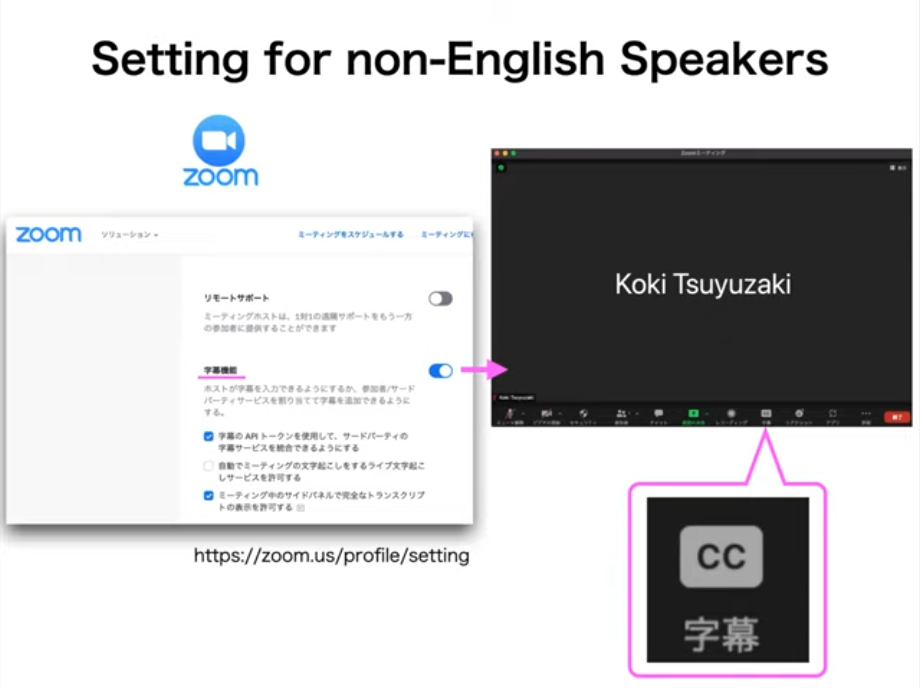 Setting for non-English Speakers
zoom
zoom
ソリューション
ミーティングをスケジュールする
ミーティングに
リモートサポート
ミーティングホストは、1対1の遠隔サポートをもう一方
の参加者に提供することができます
字幕機能
ホストが字幕を入力できるようにするか、参加者/サード
パーティサービスを割り当てて字幕を追加できるように
する。
字幕の API トークンを使用して、サードパーティの
字幕サービスを統合できるようにする
自動でミーティングの文字起こしをするライブ文字起こ
しサービスを許可する
ミーティング中のサイドパネルで完全なトランスクリプ
トの表示を許可する
https://zoom.us/profile/setting
Zoomミーティング
Koki Tsuyuzaki
Koki Tsuyuzaki
字幕
終了
CC
字幕